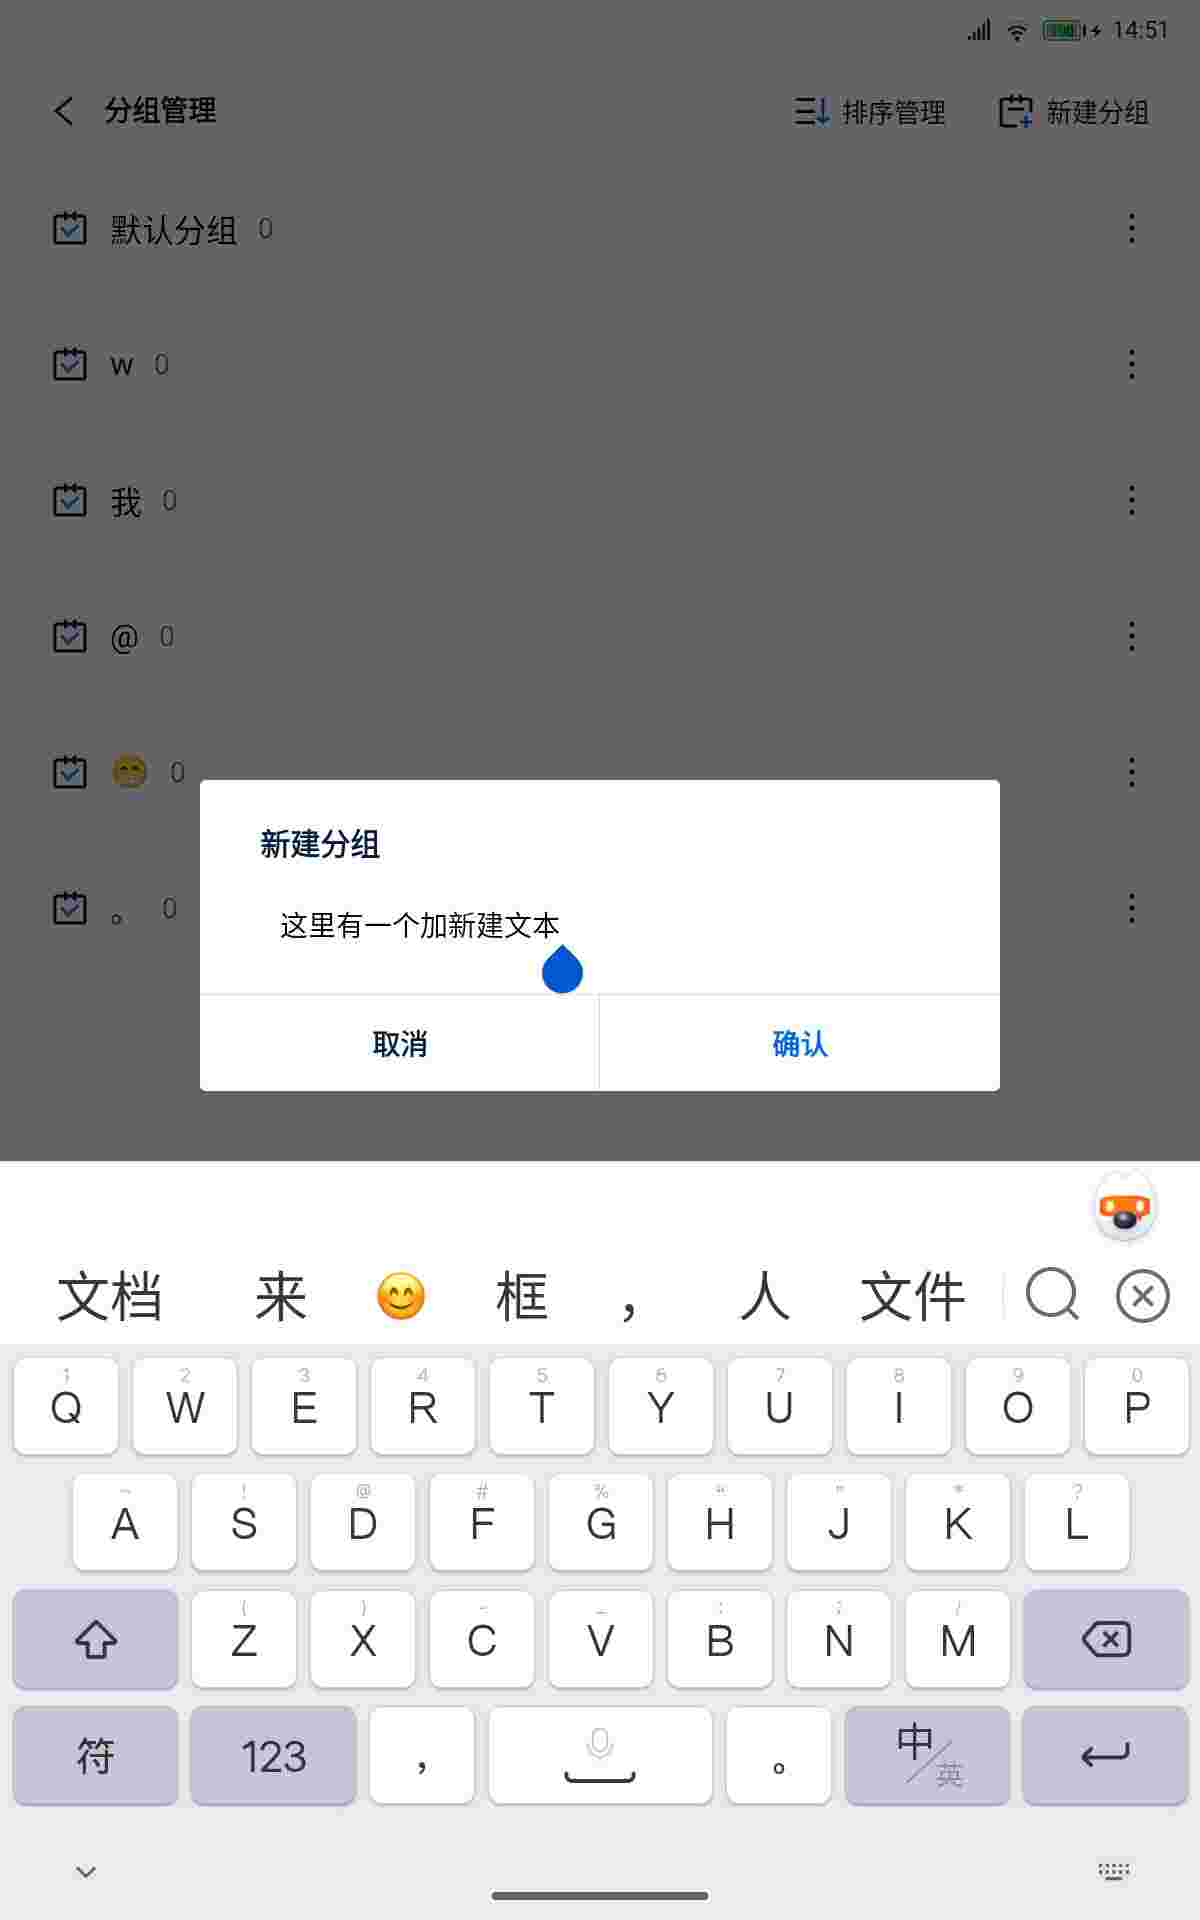 14:51
分组管理 排序管理 新建分组
默认分组 0
w 0
我 0
@ 0
😁 0
。 0
新建分组
这里有一个加新建文本
取消 确认
文档 来 😊 框 ， 人 文件
1 2 3 4 5 6 7 8 9 0
Q W E R T Y U I O P
~ ! @ # % “ ” * ?
A S D F G H J K L
( ) - _ : ; /
Z X C V B N M
符 123 ， 。 中/英